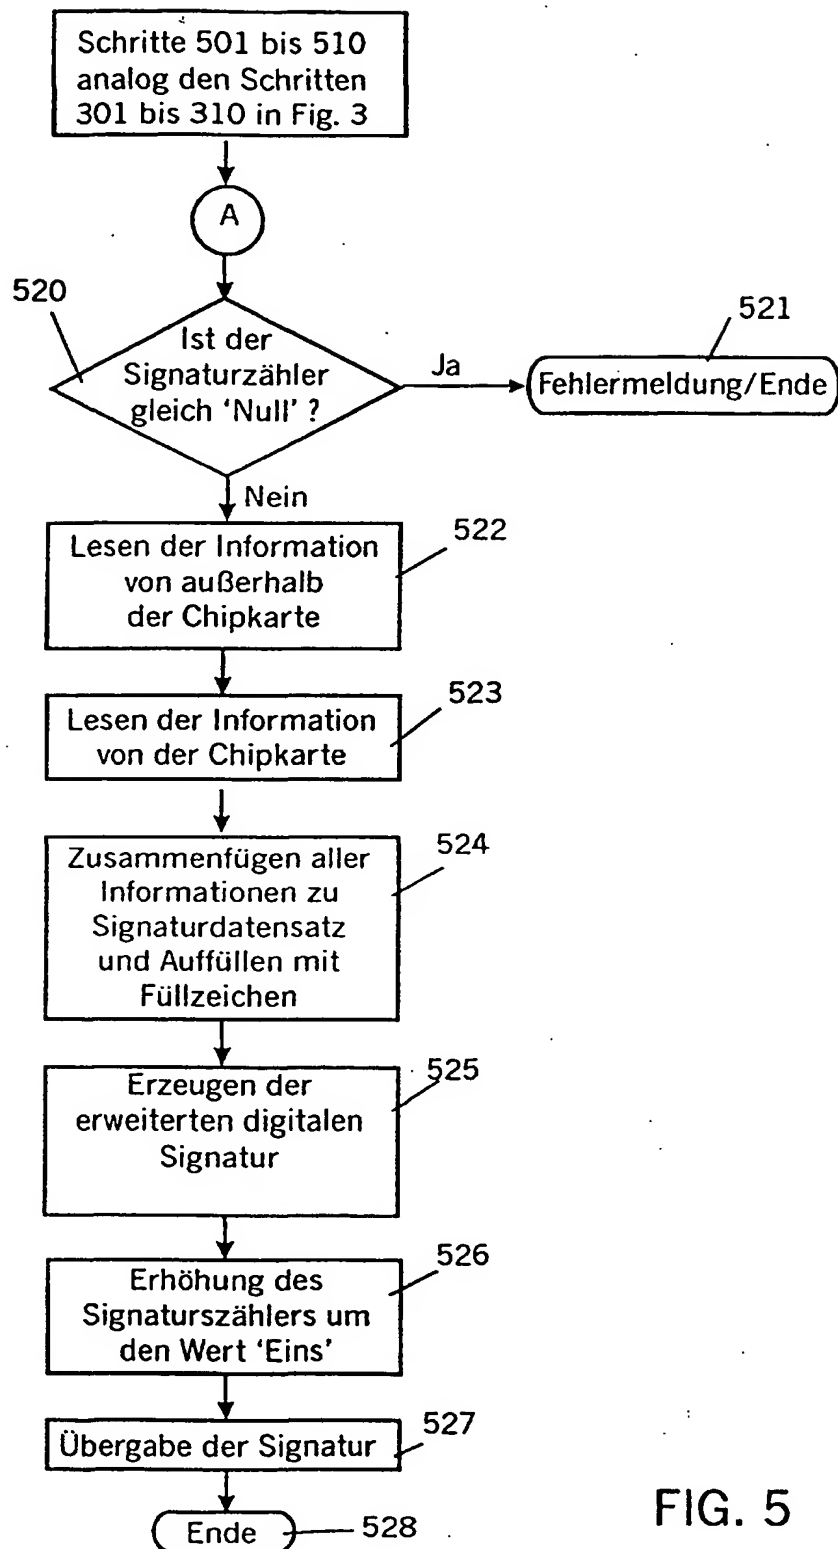 Schritte 501 bis 510
analog den Schritten
301 bis 310 in Fig. 3
A
520
Ist der
Signaturzähler
gleich ‘Null’ ?
Ja
521
Fehlermeldung/Ende
Nein
522
Lesen der Information
von außerhalb
der Chipkarte
523
Lesen der Information
von der Chipkarte
524
Zusammenfügen aller
Informationen zu
Signaturdatensatz
und Auffüllen mit
Füllzeichen
525
Erzeugen der
erweiterten digitalen
Signatur
526
Erhöhung des
Signaturszählers um
den Wert ‘Eins’
527
Übergabe der Signatur
Ende
528
FIG. 5